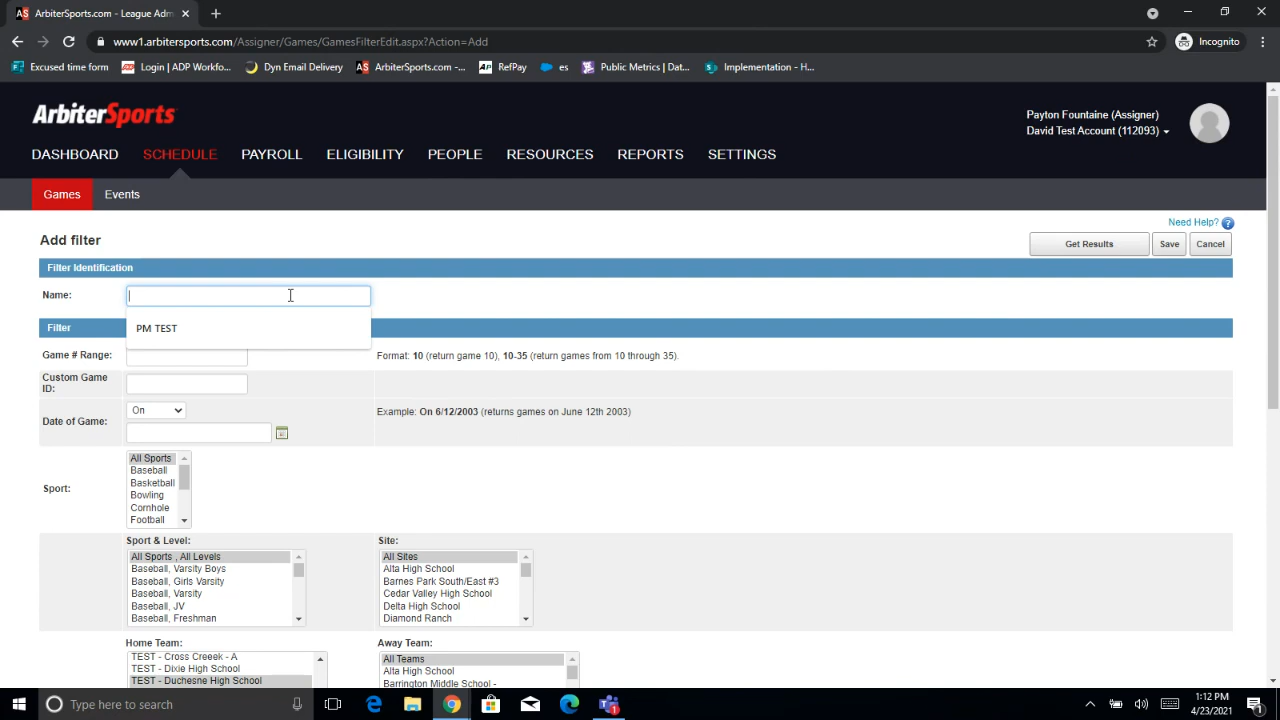 ArbiterSports.com - League Adm
www1.arbitersports.com/Assigner/Games/GamesFilterEdit.aspx?Action=Add
Incognito
Excused time form
Login | ADP Workfo...
Dyn Email Delivery
ArbiterSports.com -...
RefPay
es
Public Metrics | Dat...
Implementation - H...
ArbiterSports
Payton Fountaine (Assigner)
David Test Account (112093)
DASHBOARD SCHEDULE PAYROLL ELIGIBILITY PEOPLE RESOURCES REPORTS SETTINGS
Games Events
Need Help? ?
Add filter
Get Results Save Cancel
Filter Identification
Name:
PM TEST
Filter
Game # Range:
Format: 10 (return game 10), 10-35 (return games from 10 through 35).
Custom Game
ID:
Date of Game:
On
Example: On 6/12/2003 (returns games on June 12th 2003)
Sport:
All Sports
Baseball
Basketball
Bowling
Cornhole
Football
Sport & Level:
All Sports , All Levels
Baseball, Varsity Boys
Baseball, Girls Varsity
Baseball, Varsity
Baseball, JV
Baseball, Freshman
Site:
All Sites
Alta High School
Barnes Park South/East #3
Cedar Valley High School
Delta High School
Diamond Ranch
Home Team:
TEST - Cross Creeek - A
TEST - Dixie High School
TEST - Duchesne High School
Away Team:
All Teams
Alta High School
Barrington Middle School -
Type here to search
1:12 PM
4/23/2021